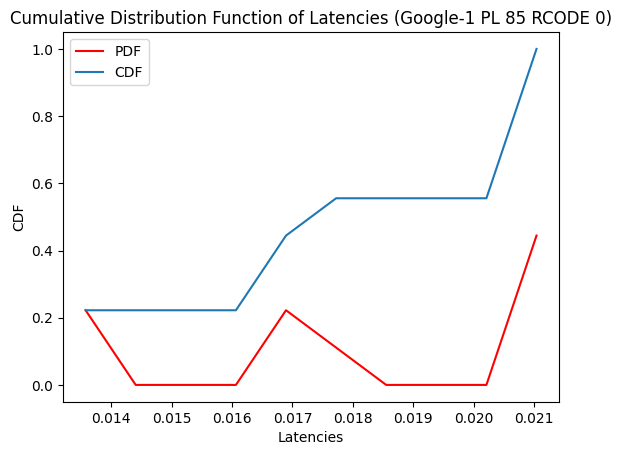 Cumulative Distribution Function of Latencies (Google-1 PL 85 RCODE 0)
PDF
CDF
1.0
0.8
0.6
0.4
0.2
0.0
CDF
0.014 0.015 0.016 0.017 0.018 0.019 0.020 0.021
Latencies